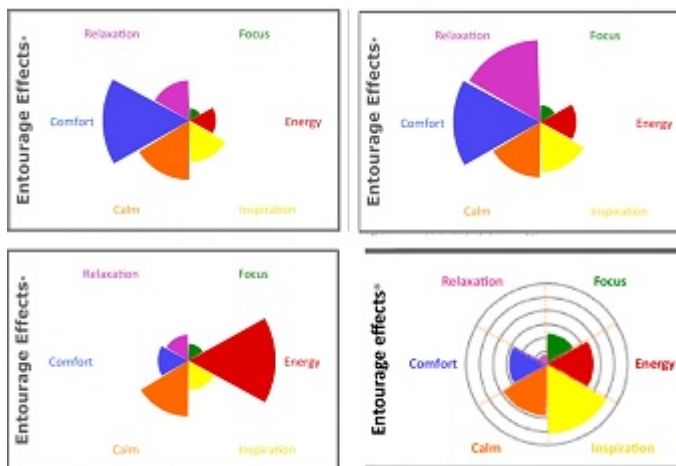 Entourage Effects*
Relaxation Focus
Comfort Energy
Calm Inspiration
Entourage Effects*
Relaxation Focus
Comfort Energy
Calm Inspiration
Entourage Effects*
Relaxation Focus
Comfort Energy
Calm Inspiration
Entourage effects®
Relaxation Focus
Comfort Energy
Calm Inspiration